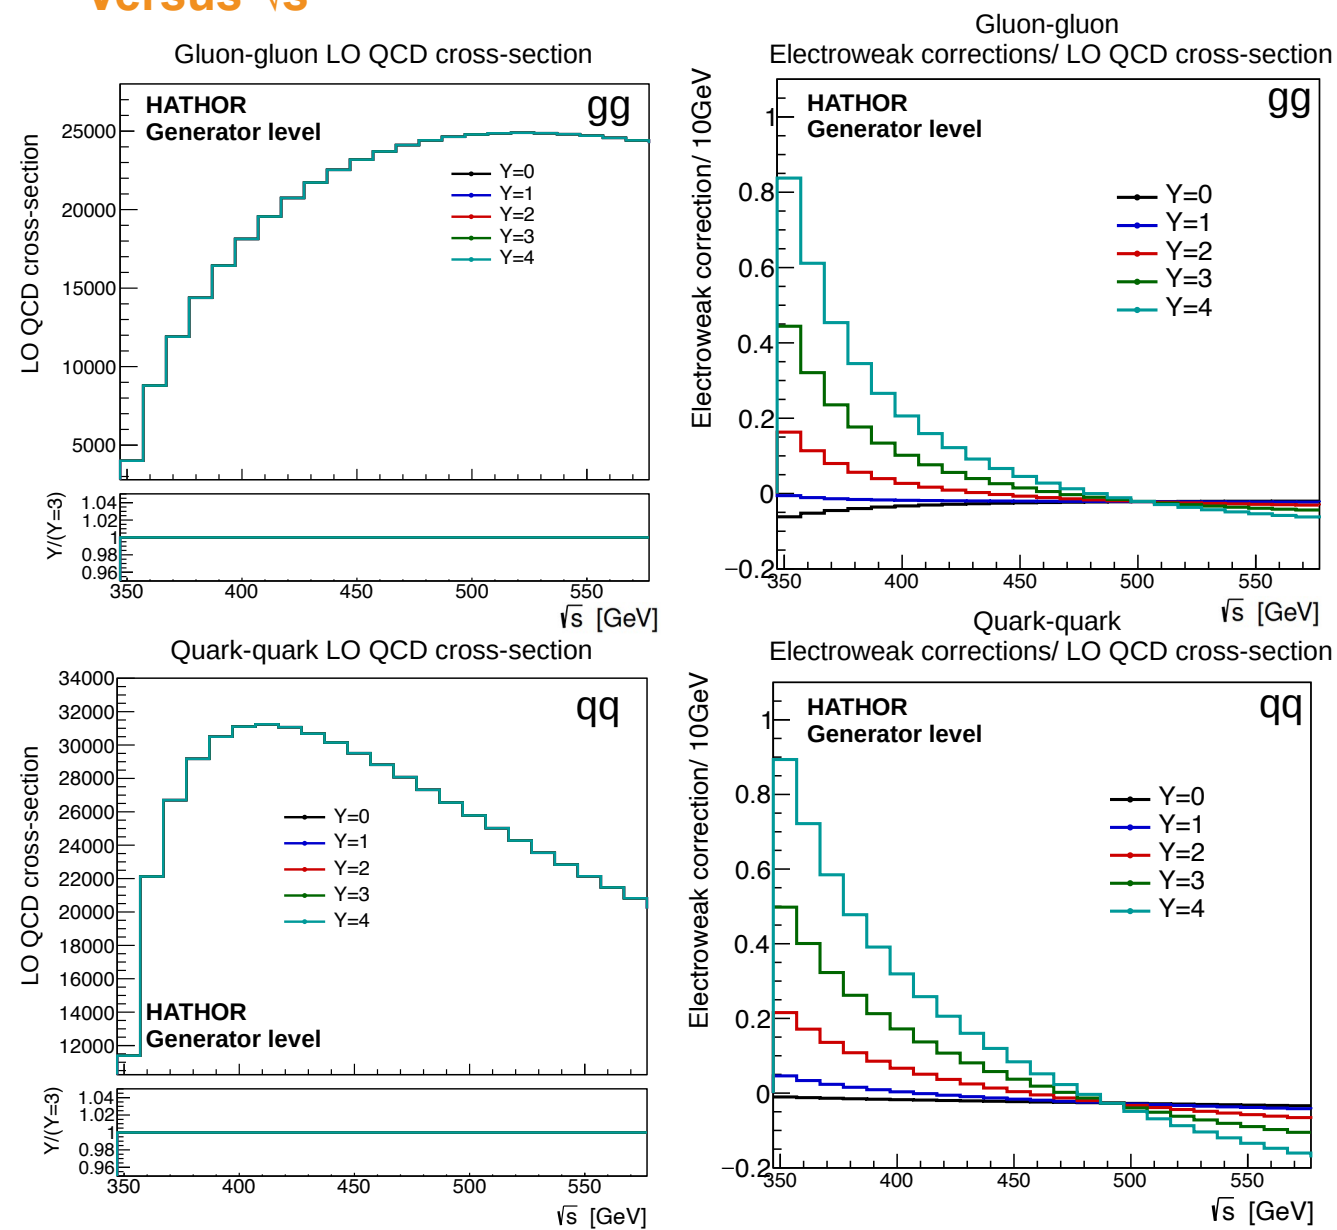 versus √s
Gluon-gluon LO QCD cross-section
HATHOR
Generator level
gg
LO QCD cross-section
25000
20000
15000
10000
5000
Y=0
Y=1
Y=2
Y=3
Y=4
Y/(Y=3)
1.04
1.02
1
0.98
0.96
350 400 450 500 550
√s [GeV]
Gluon-gluon
Electroweak corrections/ LO QCD cross-section
HATHOR
Generator level
gg
Electroweak correction/ 10GeV
1
0.8
0.6
0.4
0.2
0
−0.2
Y=0
Y=1
Y=2
Y=3
Y=4
350 400 450 500 550
√s [GeV]
Quark-quark LO QCD cross-section
qq
LO QCD cross-section
34000
32000
30000
28000
26000
24000
22000
20000
18000
16000
14000
12000
Y=0
Y=1
Y=2
Y=3
Y=4
HATHOR
Generator level
Y/(Y=3)
1.04
1.02
1
0.98
0.96
350 400 450 500 550
√s [GeV]
Quark-quark
Electroweak corrections/ LO QCD cross-section
HATHOR
Generator level
qq
Electroweak correction/ 10GeV
1
0.8
0.6
0.4
0.2
0
−0.2
Y=0
Y=1
Y=2
Y=3
Y=4
350 400 450 500 550
√s [GeV]